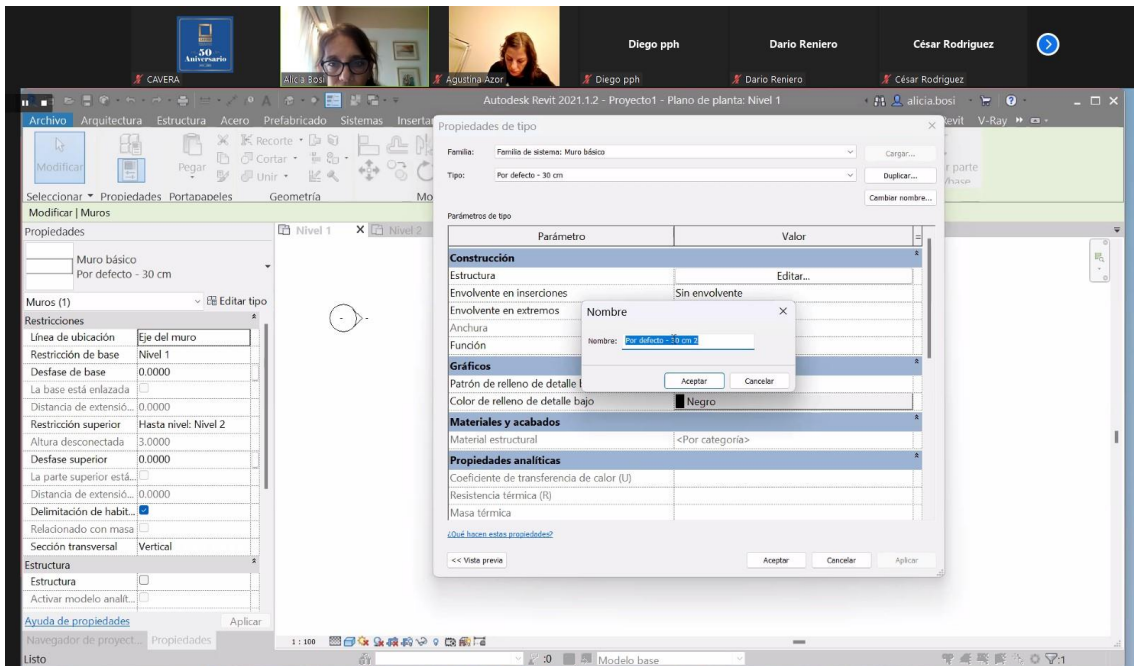 50
Aniversario
CAVERA
Alicia Bosi
Agustina Azor
Diego pph
Diego pph
Dario Reniero
Dario Reniero
César Rodriguez
César Rodriguez
Autodesk Revit 2021.1.2 - Proyecto1 - Plano de planta: Nivel 1
alicia.bosi
Archivo Arquitectura Estructura Acero Prefabricado Sistemas Insertar
V-Ray
Modificar
Pegar
Recorte
Cortar
Unir
Seleccionar Propiedades Portapapeles Geometría Mo
Modificar | Muros
Propiedades
Nivel 1 X Nivel 2
Muro básico
Por defecto - 30 cm
Muros (1) Editar tipo
Restricciones
Línea de ubicación Eje del muro
Restricción de base Nivel 1
Desfase de base 0.0000
La base está enlazada
Distancia de extensió... 0.0000
Restricción superior Hasta nivel: Nivel 2
Altura desconectada 3.0000
Desfase superior 0.0000
La parte superior está...
Distancia de extensió... 0.0000
Delimitación de habit...
Relacionado con masa
Sección transversal Vertical
Estructura
Estructura
Activar modelo analít...
Ayuda de propiedades Aplicar
Navegador de proyect... Propiedades
Listo
1 : 100
:0 Modelo base
:1
Propiedades de tipo
Familia: Familia de sistema: Muro básico Cargar...
Tipo: Por defecto - 30 cm Duplicar...
Cambiar nombre...
Parámetros de tipo
Parámetro Valor =
Construcción
Estructura Editar...
Envolvente en inserciones Sin envolvente
Envolvente en extremos
Anchura
Función
Gráficos
Patrón de relleno de detalle
Color de relleno de detalle bajo Negro
Materiales y acabados
Material estructural <Por categoría>
Propiedades analíticas
Coeficiente de transferencia de calor (U)
Resistencia térmica (R)
Masa térmica
¿Qué hacen estas propiedades?
<< Vista previa Aceptar Cancelar Aplicar
Nombre
Nombre: Por defecto - 30 cm 2
Aceptar Cancelar